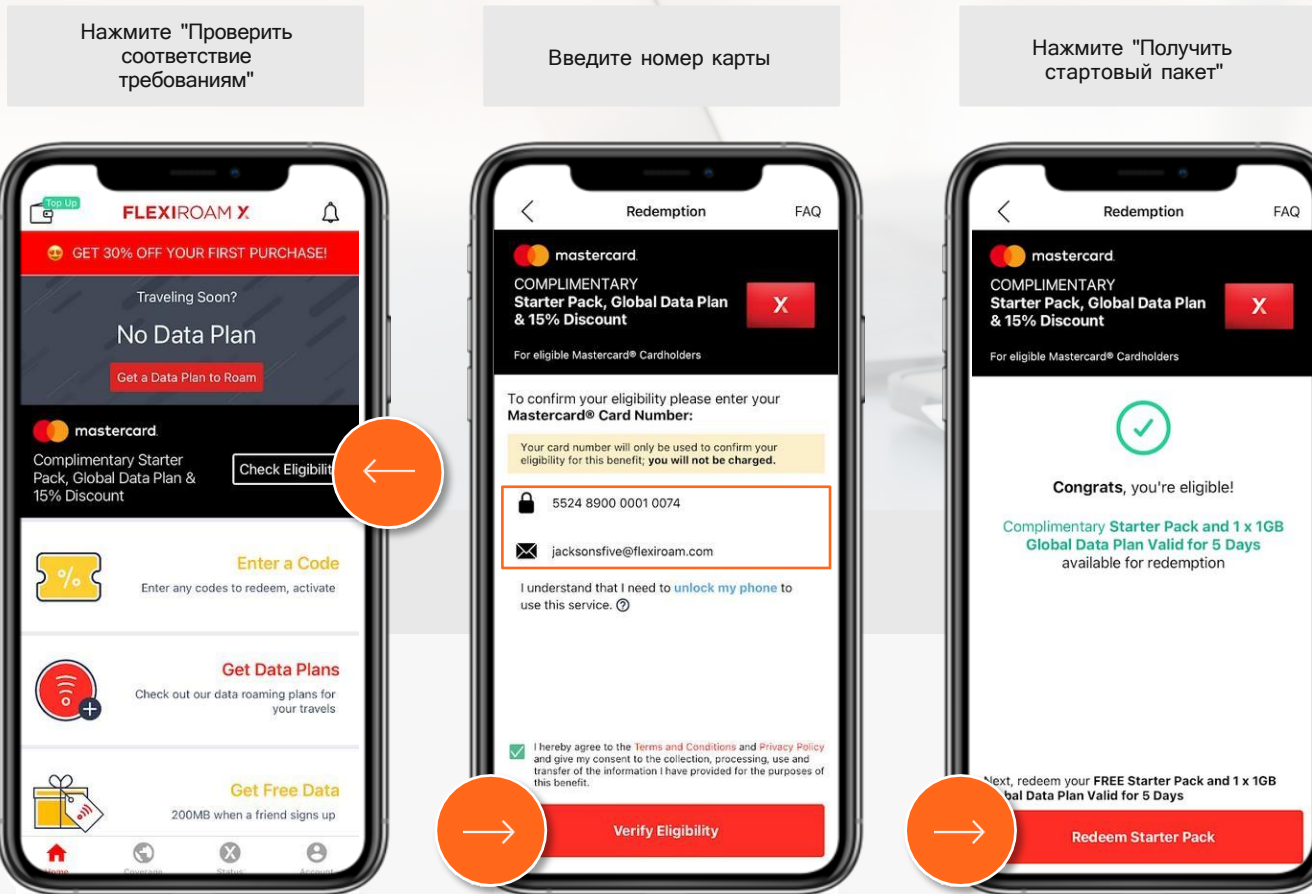 Нажмите "Проверить
соответствие
требованиям"
Введите номер карты
Нажмите "Получить
стартовый пакет"
Top Up
FLEXIROAM X
GET 30% OFF YOUR FIRST PURCHASE!
Traveling Soon?
No Data Plan
Get a Data Plan to Roam
mastercard.
Complimentary Starter
Pack, Global Data Plan &
15% Discount
Check
Enter a Code
Enter any codes to redeem, activate
Get Data Plans
Check out our data roaming plans for
your travels
Get Free Data
200MB when a friend signs up
Home
Coverage
Status
Account
Redemption
FAQ
mastercard.
COMPLIMENTARY
Starter Pack, Global Data Plan
& 15% Discount
X
For eligible Mastercard® Cardholders
To confirm your eligibility please enter your
Mastercard® Card Number:
Your card number will only be used to confirm your
eligibility for this benefit; you will not be charged.
5524 8900 0001 0074
jacksonsfive@flexiroam.com
I understand that I need to unlock my phone to
use this service. ?
I hereby agree to the Terms and Conditions and Privacy Policy
and give my consent to the collection, processing, use and
transfer of the information I have provided for the purposes of
this benefit.
Verify Eligibility
Redemption
FAQ
mastercard.
COMPLIMENTARY
Starter Pack, Global Data Plan
& 15% Discount
X
For eligible Mastercard® Cardholders
Congrats, you're eligible!
Complimentary Starter Pack and 1 x 1GB
Global Data Plan Valid for 5 Days
available for redemption
Next, redeem your FREE Starter Pack and 1 x 1GB
Data Plan Valid for 5 Days
Redeem Starter Pack